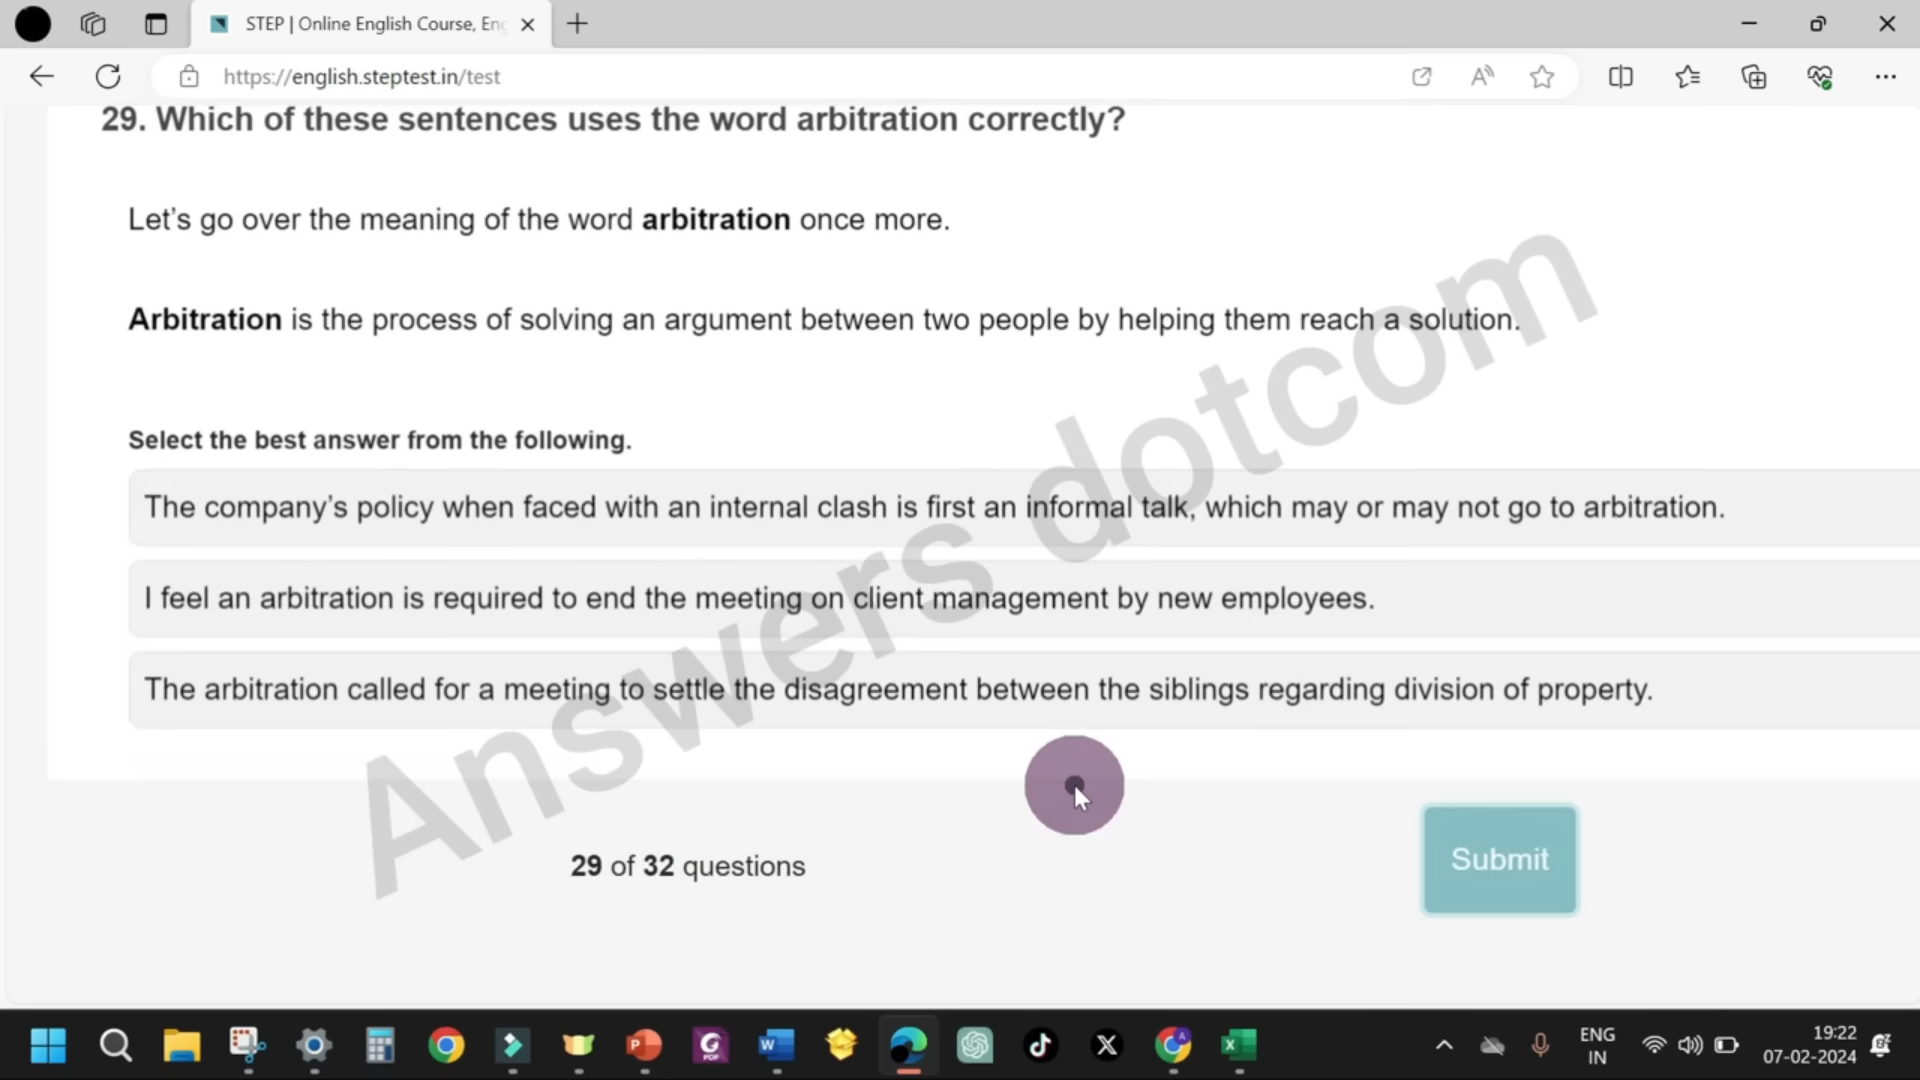 STEP | Online English Course, Eng
https://english.steptest.in/test
29. Which of these sentences uses the word arbitration correctly?
Let's go over the meaning of the word arbitration once more.
Arbitration is the process of solving an argument between two people by helping them reach a solution.
Select the best answer from the following.
The company's policy when faced with an internal clash is first an informal talk, which may or may not go to arbitration.
I feel an arbitration is required to end the meeting on client management by new employees.
The arbitration called for a meeting to settle the disagreement between the siblings regarding division of property.
Answers dotcom
29 of 32 questions
Submit
ENG
IN
19:22
07-02-2024